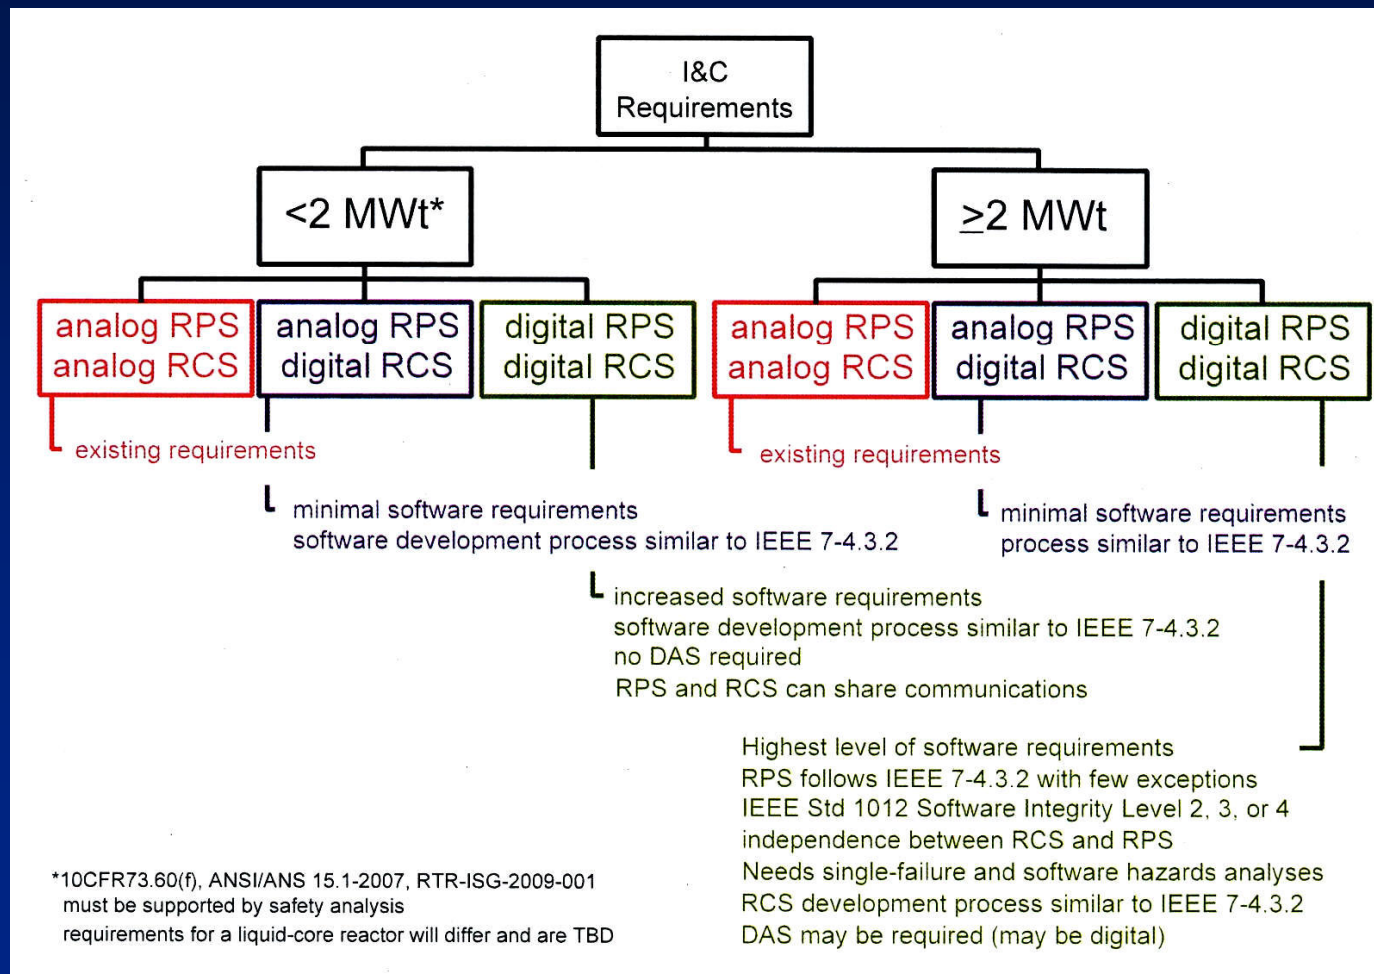 I&C
Requirements
<2 MWt*
≥2 MWt
analog RPS
analog RCS
analog RPS
digital RCS
digital RPS
digital RCS
analog RPS
analog RCS
analog RPS
digital RCS
digital RPS
digital RCS
existing requirements
existing requirements
minimal software requirements
software development process similar to IEEE 7-4.3.2
minimal software requirements
process similar to IEEE 7-4.3.2
increased software requirements
software development process similar to IEEE 7-4.3.2
no DAS required
RPS and RCS can share communications
Highest level of software requirements
RPS follows IEEE 7-4.3.2 with few exceptions
IEEE Std 1012 Software Integrity Level 2, 3, or 4
independence between RCS and RPS
Needs single-failure and software hazards analyses
RCS development process similar to IEEE 7-4.3.2
DAS may be required (may be digital)
*10CFR73.60(f), ANSI/ANS 15.1-2007, RTR-ISG-2009-001
must be supported by safety analysis
requirements for a liquid-core reactor will differ and are TBD